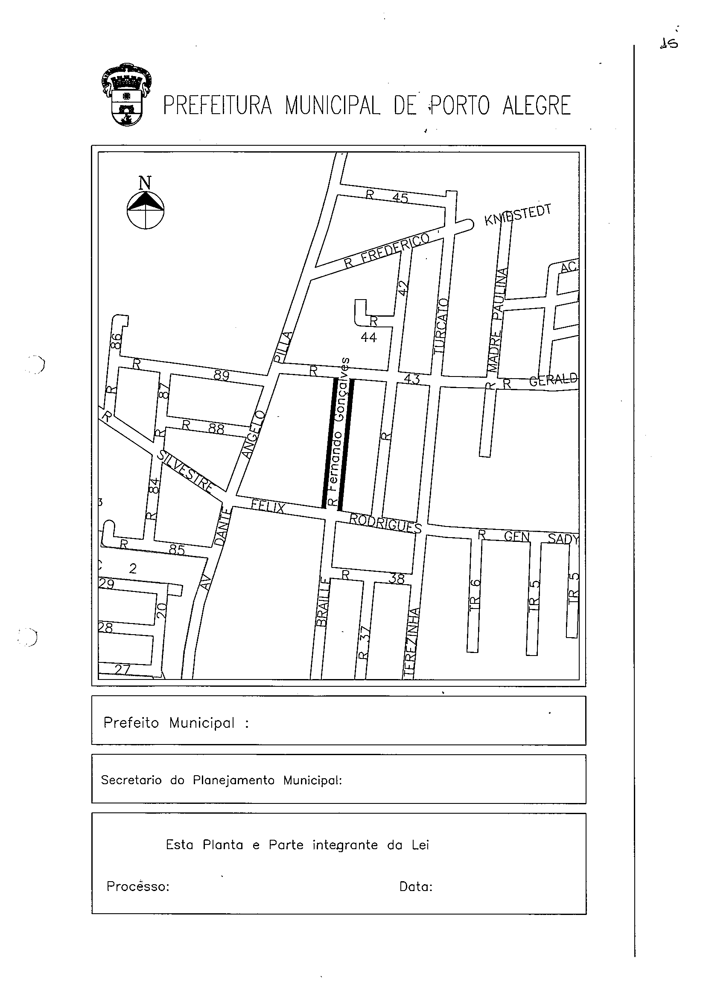 15
PREFEITURA MUNICIPAL DE PORTO ALEGRE
N
R 45
KNIESTEDT
R FREDERICO
AC
42
MADRE PAULINA
TURCATO
R
44
PILLA
86
R
89
R
R Fernando Gonçalves
43
R
R
GERALD
87
R
R
R 88
R
ANGELO
R
SILVESTRE
84
R
3
FELIX
RODRIGUES
DANTE
R GEN SADY
R 85
2
29
AV
R 38
BRAILLE
TR 6
TR 5
TR 5
20
28
R 37
TEREZINHA
27
Prefeito Municipal :
Secretario do Planejamento Municipal:
Esta Planta e Parte integrante da Lei
Processo: Data: